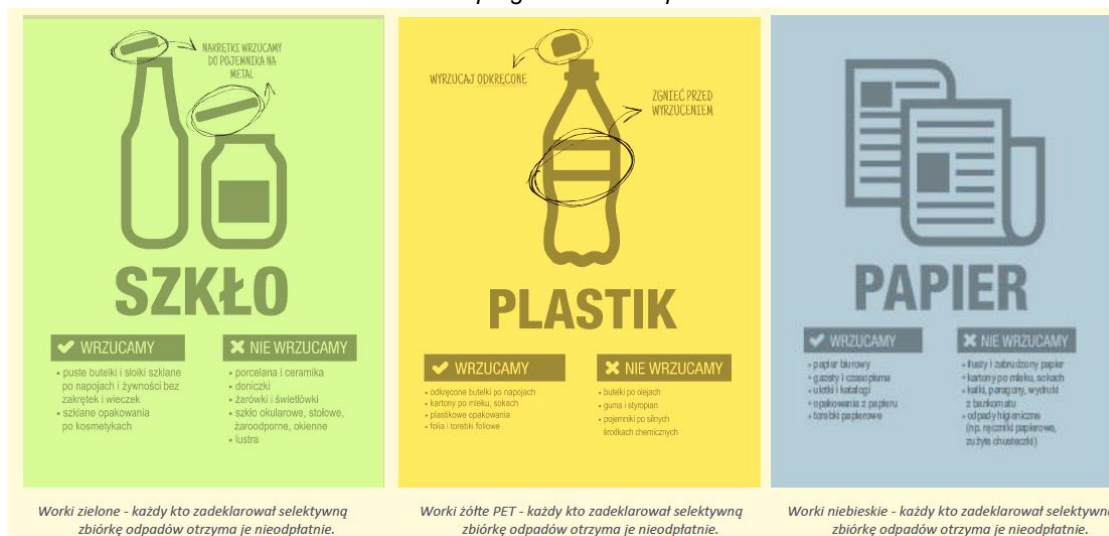 NAKRĘTKI WRZUCAMY
DO POJEMNIKA NA
METAL
SZKŁO
WRZUCAMY
• puste butelki i słoiki szklane
po napojach i żywności bez
zakrętek i wieczek
• szklane opakowania
po kosmetykach
NIE WRZUCAMY
• porcelana i ceramika
• doniczki
• żarówki i świetlówki
• szkło okularowe, stołowe,
żaroodporne, okienne
• lustra
Worki zielone - każdy kto zadeklarował selektywną
zbiórkę odpadów otrzyma je nieodpłatnie.
WYRZUCAJ ODKRĘCONE
ZGNIEĆ PRZED
WYRZUCENIEM
PLASTIK
WRZUCAMY
• odkręcone butelki po napojach
• kartony po mleku, sokach
• plastikowe opakowania
• folia i torebki foliowe
NIE WRZUCAMY
• butelki po olejach
• guma i styropian
• pojemniki po silnych
środkach chemicznych
Worki żółte PET - każdy kto zadeklarował selektywną
zbiórkę odpadów otrzyma je nieodpłatnie.
PAPIER
WRZUCAMY
• papier biurowy
• gazety i czasopisma
• ulotki i katalogi
• opakowania z papieru
• torebki papierowe
NIE WRZUCAMY
• tłusty i zabrudzony papier
• kartony po mleku, sokach
• kalki, paragony, wydruki
z bankomatu
• odpady higieniczne
(np. ręczniki papierowe,
zużyte chusteczki)
Worki niebieskie - każdy kto zadeklarował selektywn
zbiórkę odpadów otrzyma je nieodpłatnie.